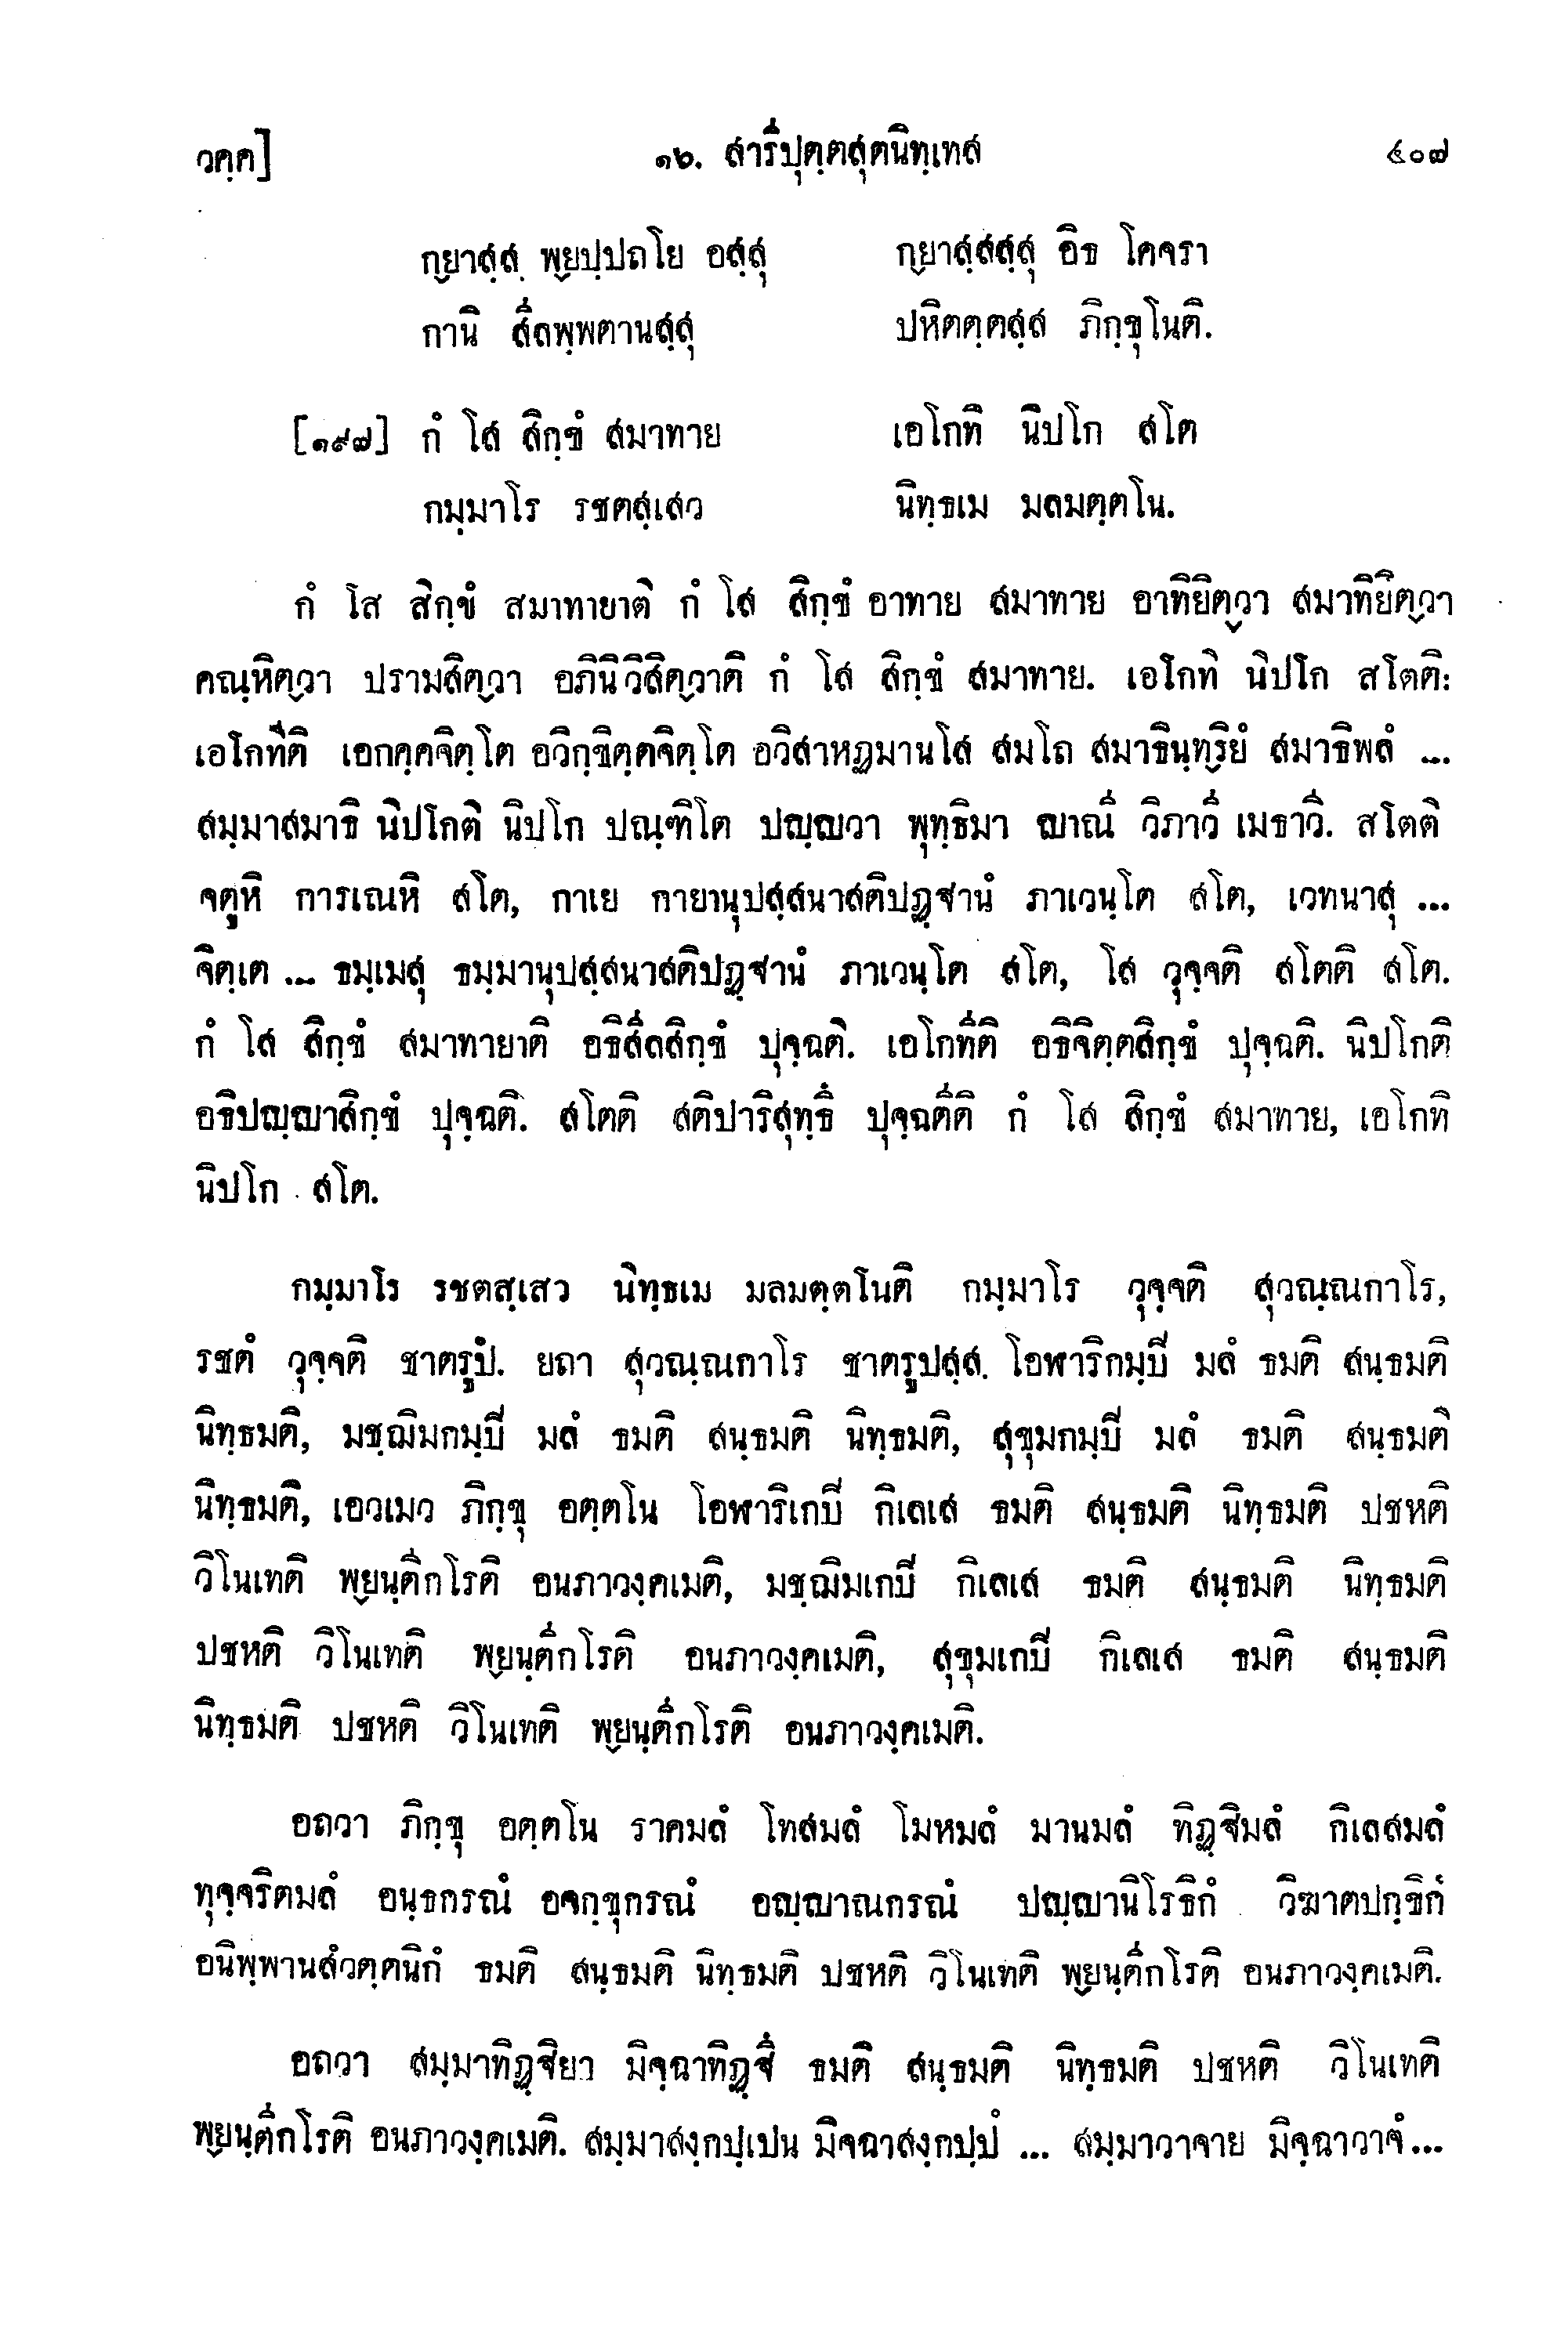 วคฺค] ๑๖. สารีปุตฺตสุตนิทฺเทส ๕๐๗
กฺยาสฺส พฺยปฺปถโย อสฺสุ กฺยาสฺสสฺสุ อิธ โคจรา
กานิ สีลพฺพตานสฺสุ ปหิตตฺตสฺส ภิกฺขุโนติ.
[๑๙๗] กํ โส สิกฺขํ สมาทาย เอโกทิ นิปโก สโต
กมฺมาโร รชตสฺเสว นิทฺธเม มลมตฺตโน.
กํ โส สิกฺขํ สมาทายาติ กํ โส สิกฺขํ อาทาย สมาทาย อาทิยิตฺวา สมาทิยิตฺวา
คณฺหิตฺวา ปรามสิตฺวา อภินิวิสิตฺวาติ กํ โส สิกฺขํ สมาทาย. เอโกทิ นิปโก สโตติ:
เอโกทีติ เอกคฺคจิตฺโต อวิกฺขิตฺตจิตฺโต อวิสาหฏมานโส สมโถ สมาธินฺทฺริยํ สมาธิพลํ ...
สมฺมาสมาธิ นิปโกติ นิปโก ปณฺฑิโต ปญฺญวา พุทฺธิมา ญาณี วิภาวี เมธาวี. สโตติ
จตูหิ การเณหิ สโต, กาเย กายานุปสฺสนาสติปฏฺฐานํ ภาเวนฺโต สโต, เวทนาสุ ...
จิตฺเต ... ธมฺเมสุ ธมฺมานุปสฺสนาสติปฏฺฐานํ ภาเวนฺโต สโต, โส วุจฺจติ สโตติ สโต.
กํ โส สิกฺขํ สมาทายาติ อธิสีลสิกฺขํ ปุจฺฉติ. เอโกทีติ อธิจิตฺตสิกฺขํ ปุจฺฉติ. นิปโกติ
อธิปญฺญาสิกฺขํ ปุจฺฉติ. สโตติ สติปาริสุทฺธึ ปุจฺฉตีติ กํ โส สิกฺขํ สมาทาย, เอโกทิ
นิปโก สโต.
กมฺมาโร รชตสฺเสว นิทฺธเม มลมตฺตโนติ กมฺมาโร วุจฺจติ สุวณฺณกาโร,
รชตํ วุจฺจติ ชาตรูปํ. ยถา สุวณฺณกาโร ชาตรูปสฺส โอฬาริกมฺปิ มลํ ธมติ สนฺธมติ
นิทฺธมติ, มชฺฌิมกมฺปิ มลํ ธมติ สนฺธมติ นิทฺธมติ, สุขุมกมฺปิ มลํ ธมติ สนฺธมติ
นิทฺธมติ, เอวเมว ภิกฺขุ อตฺตโน โอฬาริเกปิ กิเลเส ธมติ สนฺธมติ นิทฺธมติ ปชหติ
วิโนเทติ พฺยนฺตีกโรติ อนภาวงฺคเมติ, มชฺฌิมเกปิ กิเลเส ธมติ สนฺธมติ นิทฺธมติ
ปชหติ วิโนเทติ พฺยนฺตีกโรติ อนภาวงฺคเมติ, สุขุมเกปิ กิเลเส ธมติ สนฺธมติ
นิทฺธมติ ปชหติ วิโนเทติ พฺยนฺตีกโรติ อนภาวงฺคเมติ.
อถวา ภิกฺขุ อตฺตโน ราคมลํ โทสมลํ โมหมลํ มานมลํ ทิฏฺฐิมลํ กิเลสมลํ
ทุจฺจริตมลํ อนฺธกรณํ อจกฺขุกรณํ อญฺญาณกรณํ ปญฺญานิโรธิกํ วิฆาตปกฺขิกํ
อนิพฺพานสํวตฺตนิกํ ธมติ สนฺธมติ นิทฺธมติ ปชหติ วิโนเทติ พฺยนฺตีกโรติ อนภาวงฺคเมติ.
อถวา สมฺมาทิฏฺฐิยา มิจฺฉาทิฏฺฐึ ธมติ สนฺธมติ นิทฺธมติ ปชหติ วิโนเทติ
พฺยนฺตีกโรติ อนภาวงฺคเมติ. สมฺมาสงฺกปฺเปน มิจฉาสงฺกปฺปํ ... สมฺมาวาจาย มิจฺฉาวาจํ...